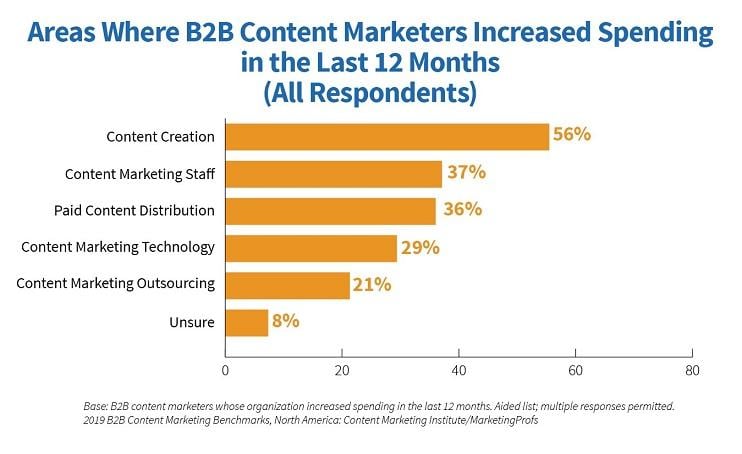 Areas Where B2B Content Marketers Increased Spending
in the Last 12 Months
(All Respondents)
Content Creation 56%
Content Marketing Staff 37%
Paid Content Distribution 36%
Content Marketing Technology 29%
Content Marketing Outsourcing 21%
Unsure 8%
0 20 40 60 80
Base: B2B content marketers whose organization increased spending in the last 12 months. Aided list; multiple responses permitted.
2019 B2B Content Marketing Benchmarks, North America: Content Marketing Institute/MarketingProfs